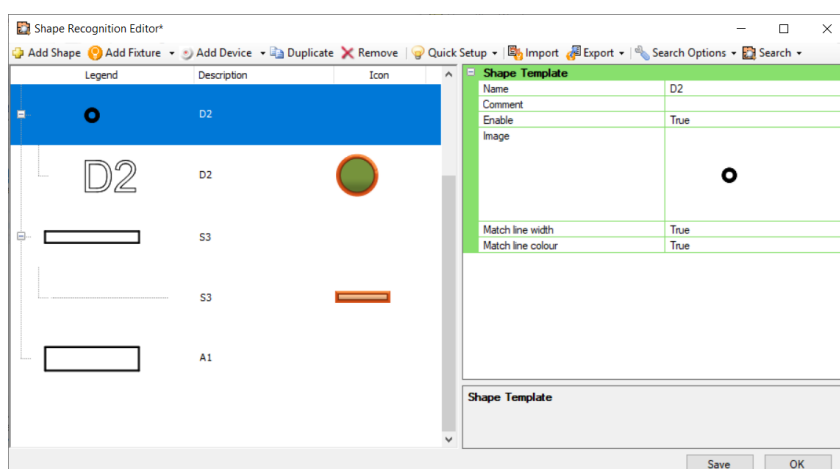 Shape Recognition Editor*
Add Shape Add Fixture Add Device Duplicate Remove Quick Setup Import Export Search Options Search
Legend Description Icon
D2
D2 D2
S3
S3
A1
Shape Template
Name D2
Comment
Enable True
Image
Match line width True
Match line colour True
Shape Template
Save OK